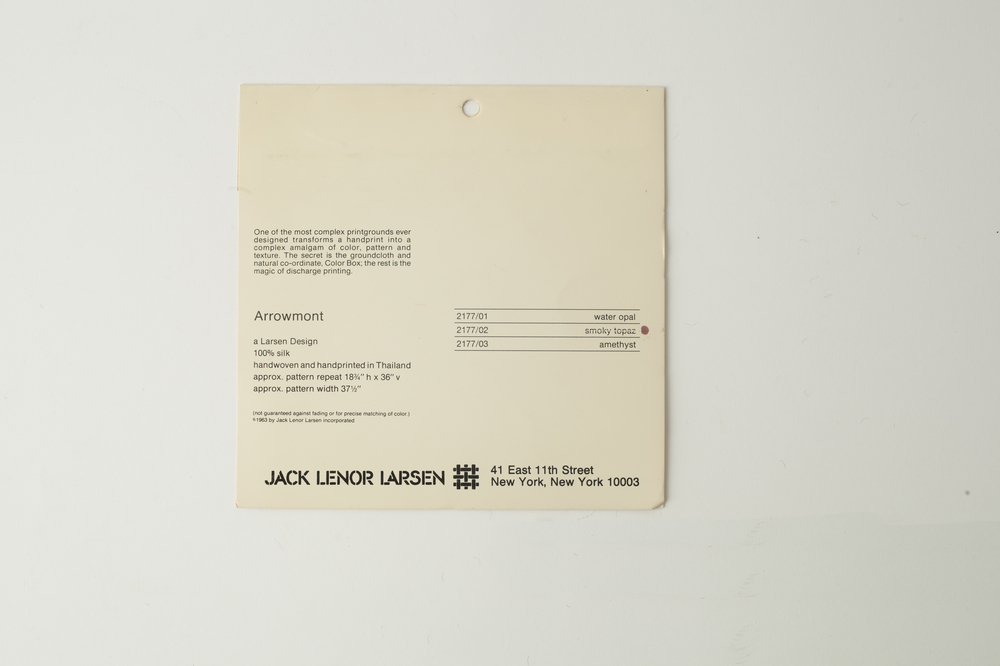 One of the most complex printgrounds ever
designed transforms a handprint into a
complex amalgam of color, pattern and
texture. The secret is the groundcloth and
natural co-ordinate, Color Box; the rest is the
magic of discharge printing.
Arrowmont
a Larsen Design
100% silk
handwoven and handprinted in Thailand
approx. pattern repeat 18¾" h x 36" v
approx. pattern width 37½"
(not guaranteed against fading or for precise matching of color.)
©1983 by Jack Lenor Larsen incorporated
2177/01 water opal
2177/02 smoky topaz
2177/03 amethyst
JACK LENOR LARSEN
41 East 11th Street
New York, New York 10003